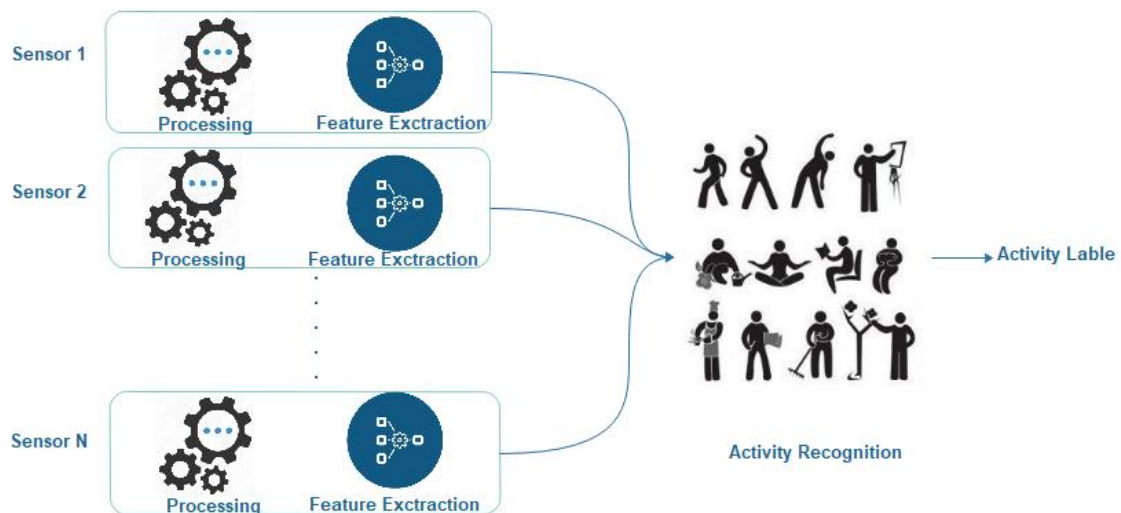 Sensor 1
Processing
Feature Exctraction
Sensor 2
Processing
Feature Exctraction
Activity Lable
Sensor N
Activity Recognition
Processing
Feature Exctraction